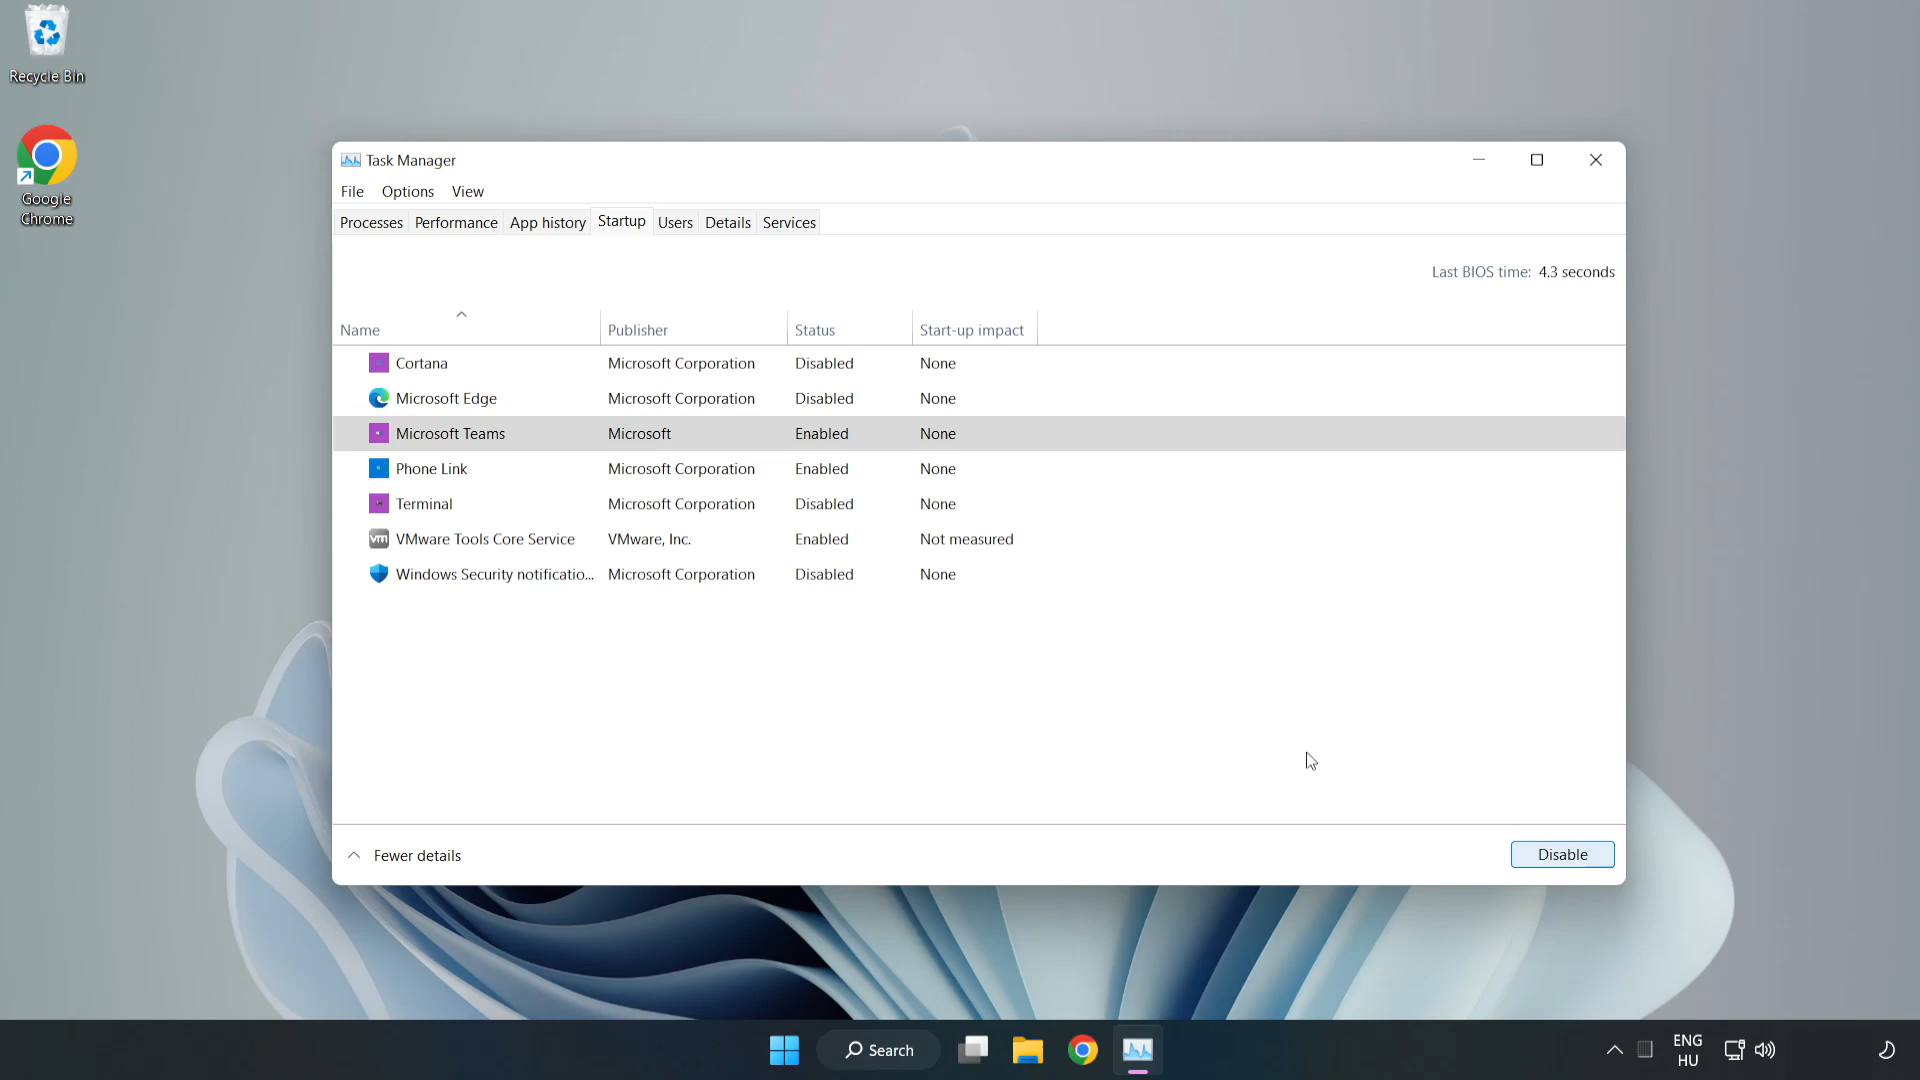 Recycle Bin
Google
Chrome
Task Manager
File Options View
Processes Performance App history Startup Users Details Services
Last BIOS time: 4.3 seconds
Name Publisher Status Start-up impact
Cortana Microsoft Corporation Disabled None
Microsoft Edge Microsoft Corporation Disabled None
Microsoft Teams Microsoft Enabled None
Phone Link Microsoft Corporation Enabled None
Terminal Microsoft Corporation Disabled None
vm VMware Tools Core Service VMware, Inc. Enabled Not measured
Windows Security notificatio... Microsoft Corporation Disabled None
Fewer details Disable
Search
ENG
HU